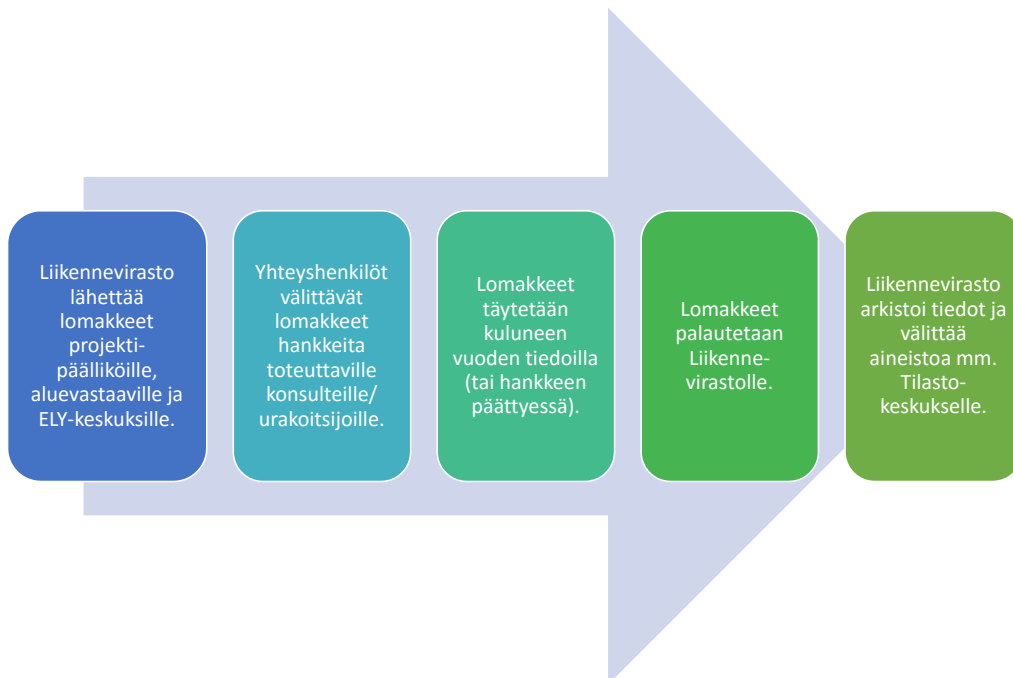 Liikennevirasto
lähettää
lomakkeet
projekti-
päälliköille,
aluevastaaville ja
ELY-keskuksille.
Yhteyshenkilöt
välittävät
lomakkeet
hankkeita
toteuttaville
konsulteille/
urakoitsijoille.
Lomakkeet
täytetään
kuluneen
vuoden tiedoilla
(tai hankkeen
päättyessä).
Lomakkeet
palautetaan
Liikenne-
virastolle.
Liikennevirasto
arkistoi tiedot ja
välittää
aineistoa mm.
Tilasto-
keskukselle.